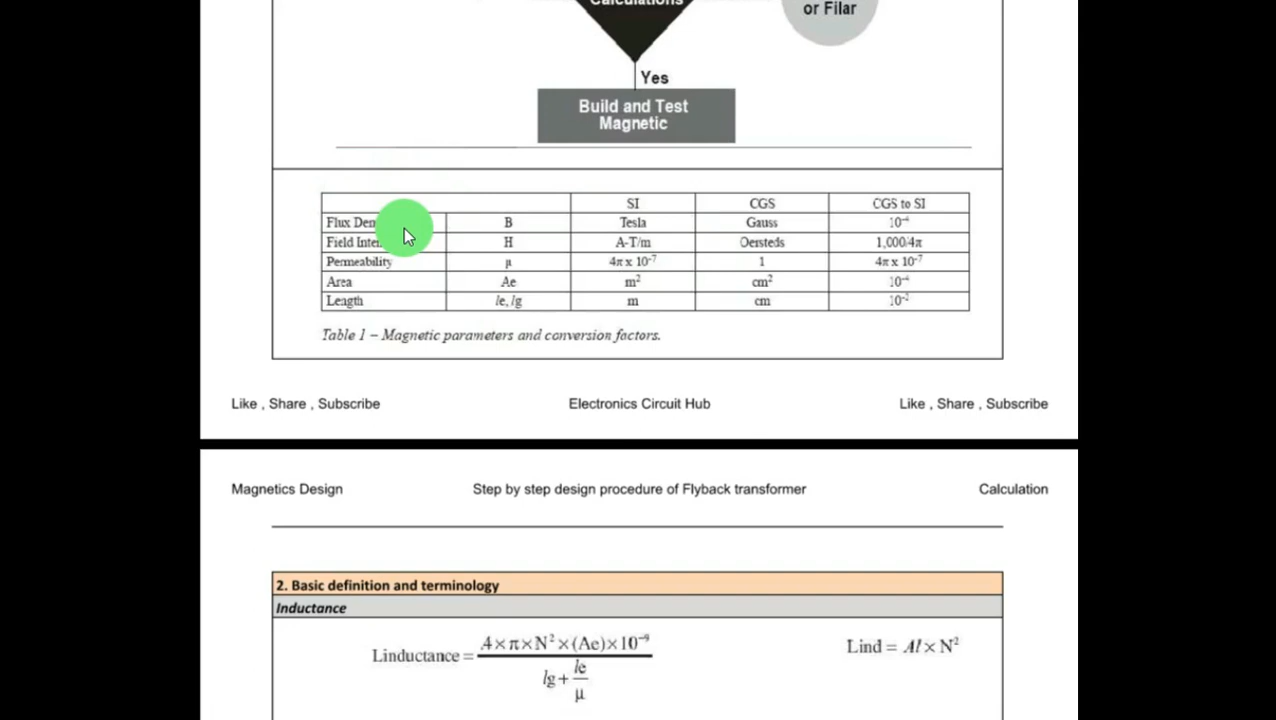 Calculations
or Filar
Yes
Build and Test
Magnetic
SI CGS CGS to SI
Flux Den B Tesla Gauss 10⁻⁴
Field Inten H A-T/m Oersteds 1,000/4π
Permeability μ 4π x 10⁻⁷ 1 4π x 10⁻⁷
Area Ae m² cm² 10⁻⁴
Length le, lg m cm 10⁻²
Table 1 – Magnetic parameters and conversion factors.
Like , Share , Subscribe Electronics Circuit Hub Like , Share , Subscribe
Magnetics Design Step by step design procedure of Flyback transformer Calculation
2. Basic definition and terminology
Inductance
Linductance = 4×π×N²×(Ae)×10⁻⁹ Lind = Al×N²
lg + le
μ